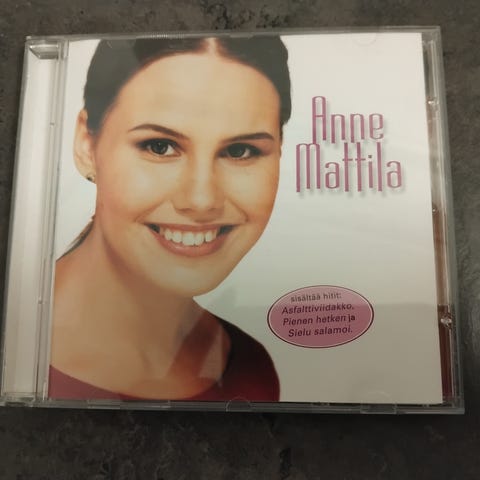 Anne
Mattila
sisältää hitit:
Asfalttiviidakko,
Pienen hetken ja
Sielu salamoi.